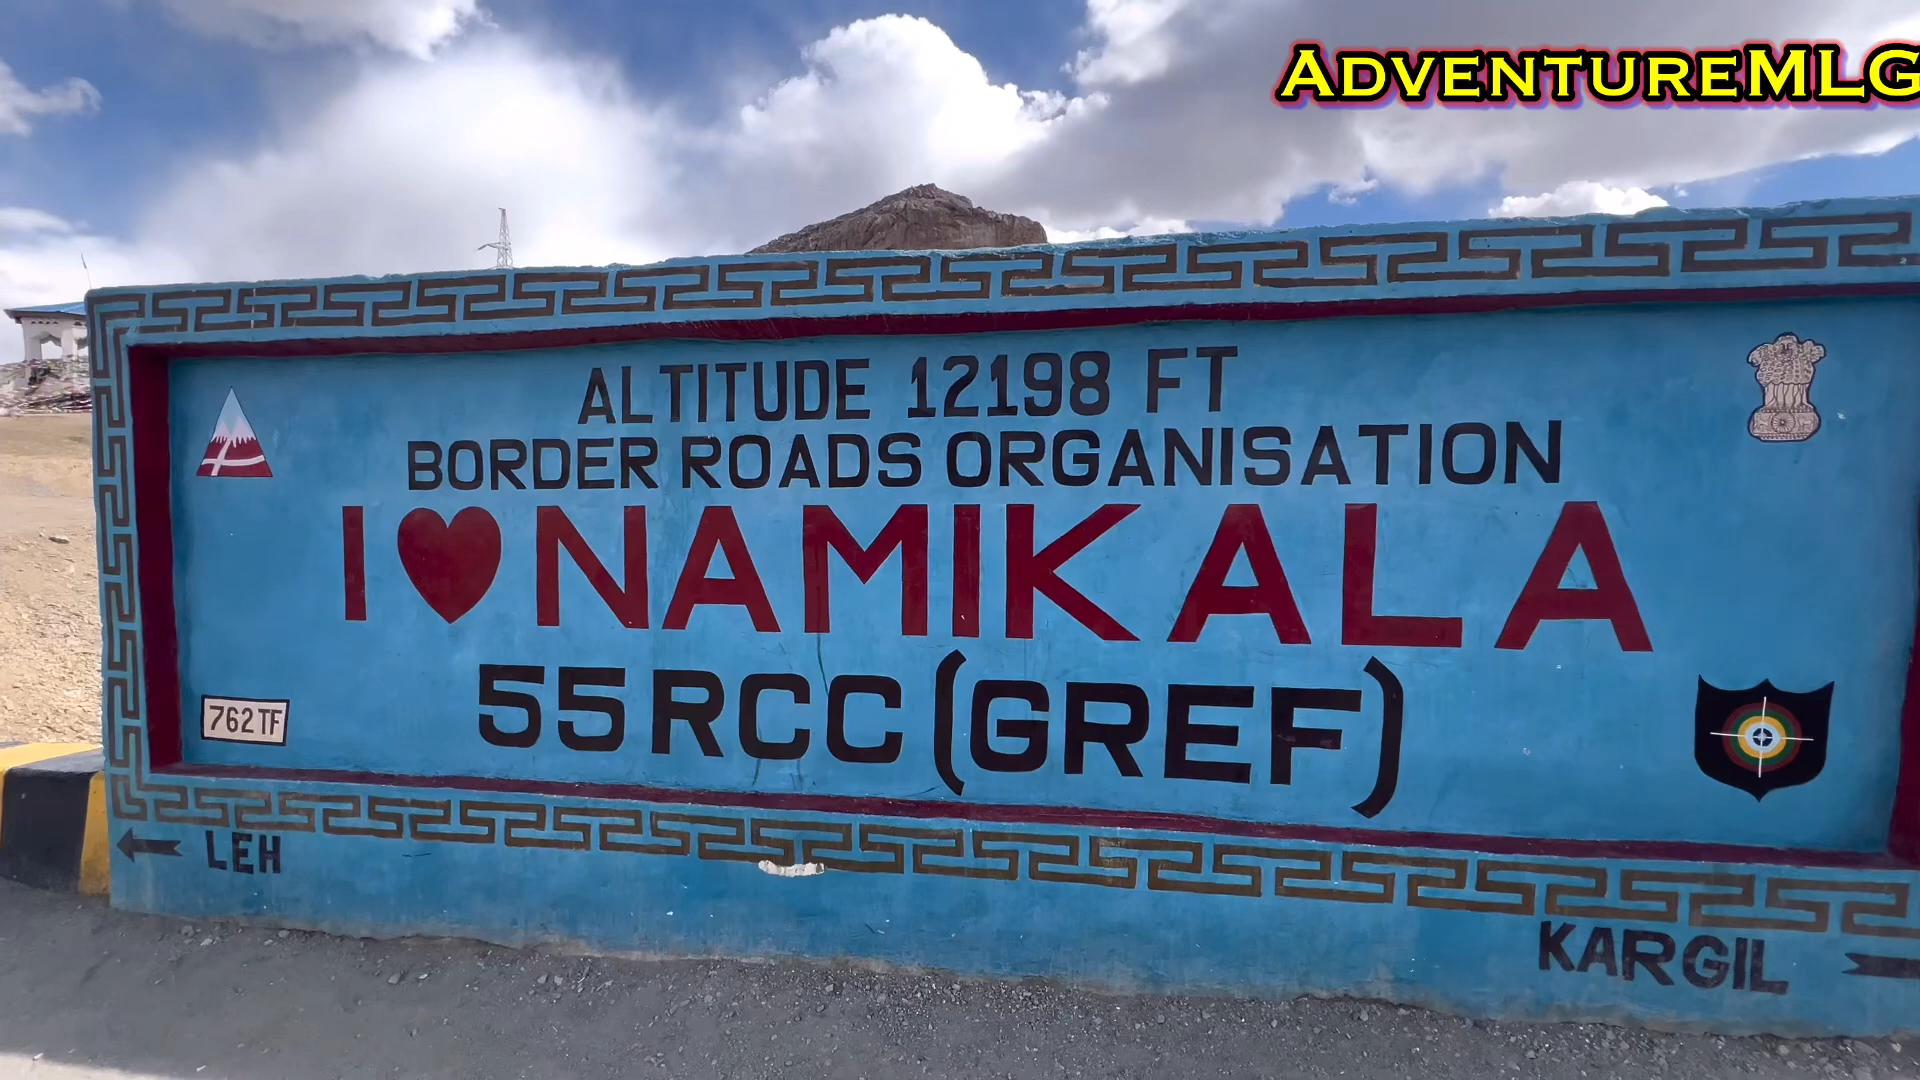 ADVENTUREMLG
ALTITUDE 12198 FT
BORDER ROADS ORGANISATION
I ❤ NAMIKALA
55 RCC (GREF)
762 TF
LEH
KARGIL